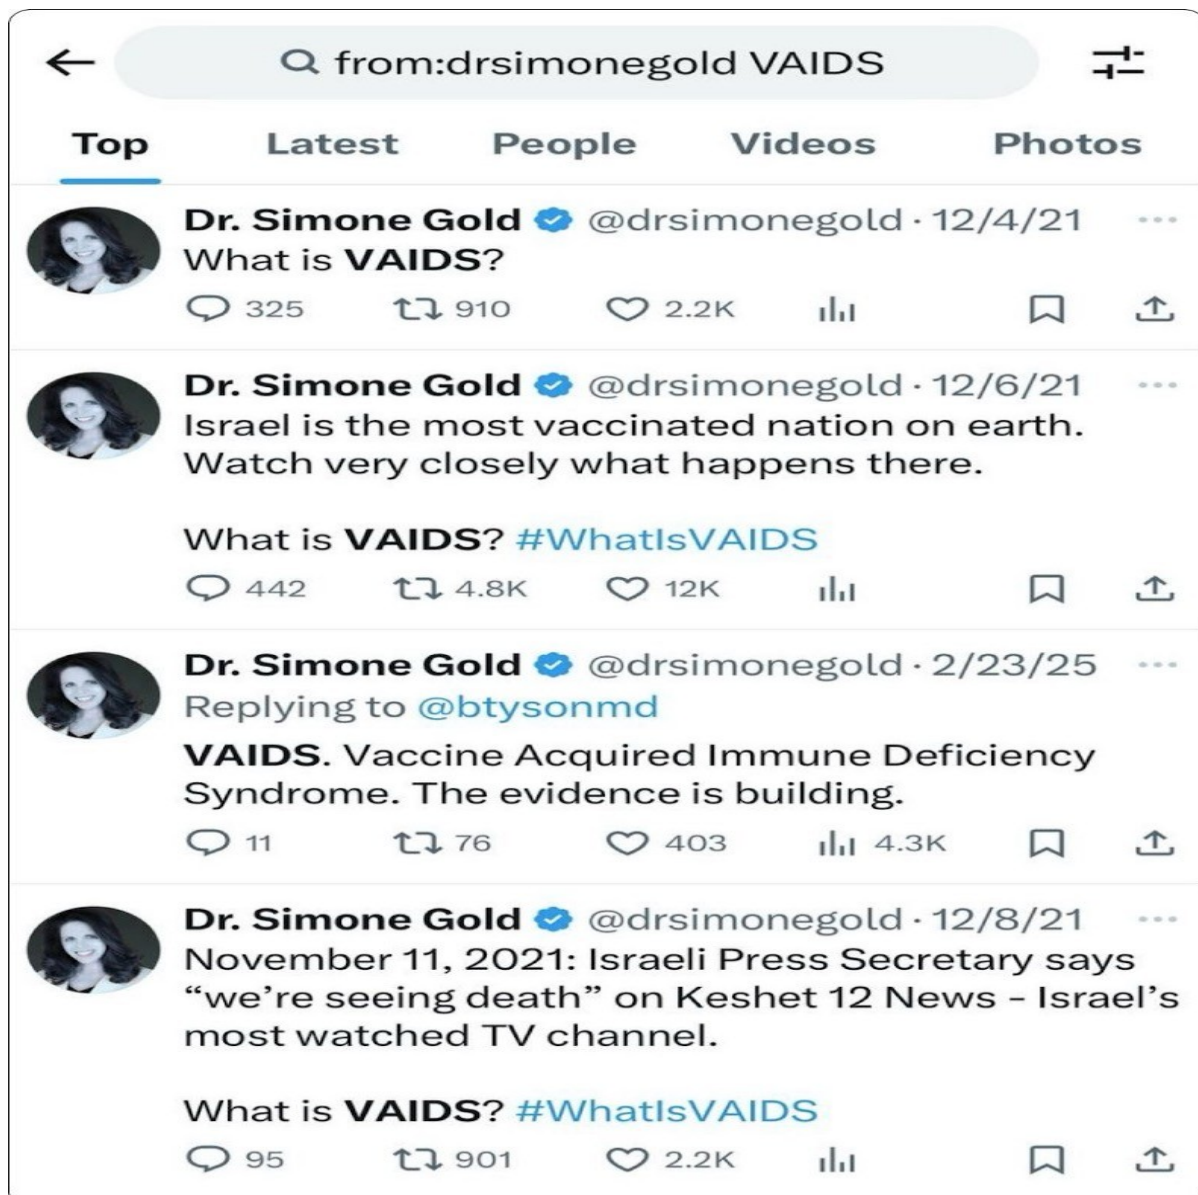 from:drsimonegold VAIDS
Top Latest People Videos Photos
Dr. Simone Gold @drsimonegold · 12/4/21
What is VAIDS?
325 910 2.2K
Dr. Simone Gold @drsimonegold · 12/6/21
Israel is the most vaccinated nation on earth.
Watch very closely what happens there.
What is VAIDS? #WhatIsVAIDS
442 4.8K 12K
Dr. Simone Gold @drsimonegold · 2/23/25
Replying to @btysonmd
VAIDS. Vaccine Acquired Immune Deficiency
Syndrome. The evidence is building.
11 76 403 4.3K
Dr. Simone Gold @drsimonegold · 12/8/21
November 11, 2021: Israeli Press Secretary says
“we’re seeing death” on Keshet 12 News - Israel’s
most watched TV channel.
What is VAIDS? #WhatIsVAIDS
95 901 2.2K